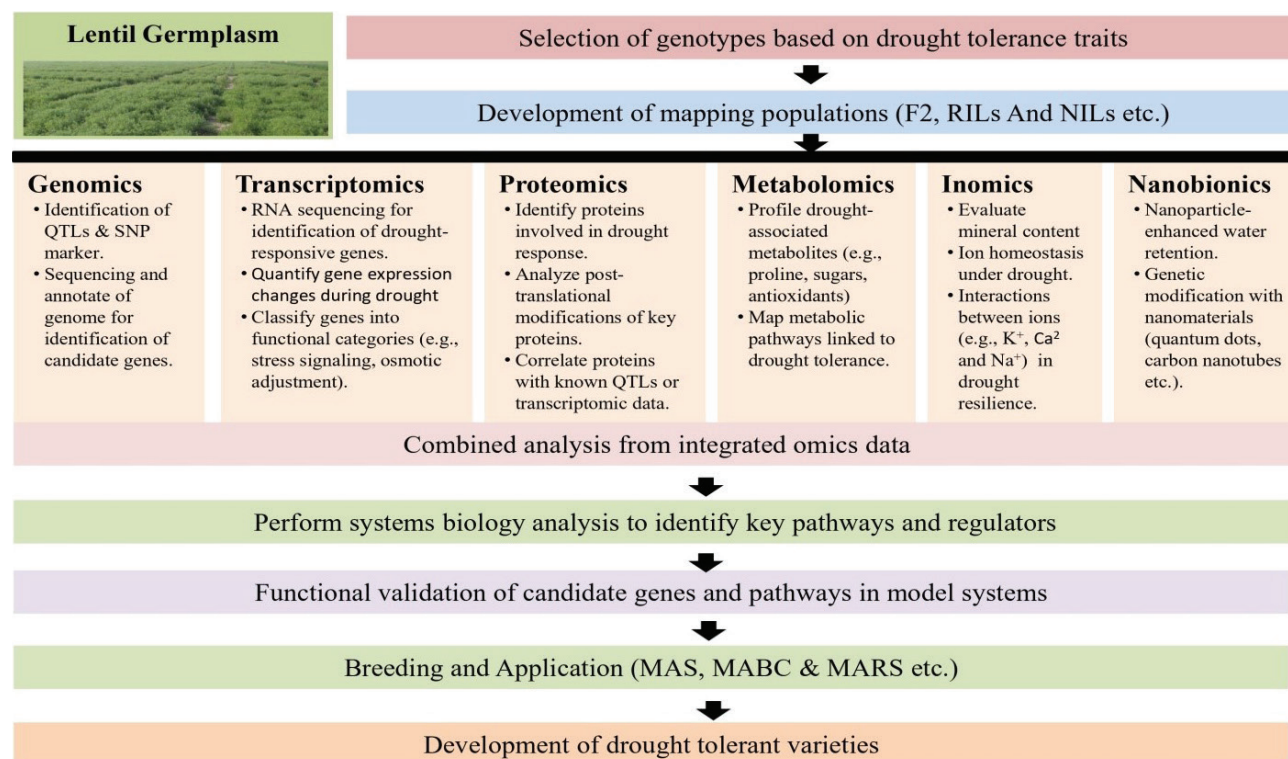 Lentil Germplasm
Selection of genotypes based on drought tolerance traits
Development of mapping populations (F2, RILs And NILs etc.)
Genomics
• Identification of
QTLs & SNP
marker.
• Sequencing and
annotate of
genome for
identification of
candidate genes.
Transcriptomics
• RNA sequencing for
identification of drought-
responsive genes.
• Quantify gene expression
changes during drought
• Classify genes into
functional categories (e.g.,
stress signaling, osmotic
adjustment).
Proteomics
• Identify proteins
involved in drought
response.
• Analyze post-
translational
modifications of key
proteins.
• Correlate proteins
with known QTLs or
transcriptomic data.
Metabolomics
• Profile drought-
associated
metabolites (e.g.,
proline, sugars,
antioxidants)
• Map metabolic
pathways linked to
drought tolerance.
Inomics
• Evaluate
mineral content
• Ion homeostasis
under drought.
• Interactions
between ions
(e.g., K⁺, Ca²
and Na⁺) in
drought
resilience.
Nanobionics
• Nanoparticle-
enhanced water
retention.
• Genetic
modification with
nanomaterials
(quantum dots,
carbon nanotubes
etc.).
Combined analysis from integrated omics data
Perform systems biology analysis to identify key pathways and regulators
Functional validation of candidate genes and pathways in model systems
Breeding and Application (MAS, MABC & MARS etc.)
Development of drought tolerant varieties